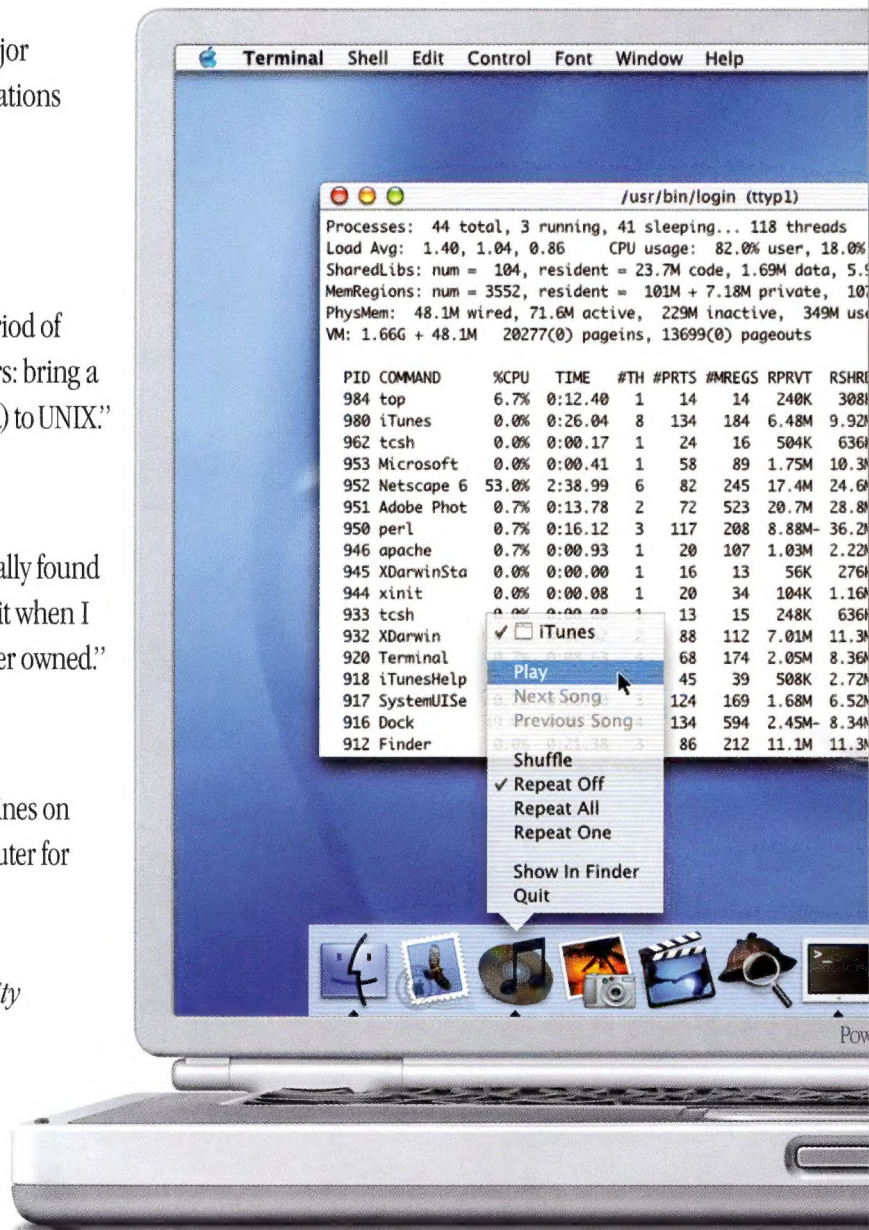 jor
ations
riod of
rs: bring a
) to UNIX.”
ally found
it when I
er owned.”
ines on
uter for
ty
Terminal Shell Edit Control Font Window Help
/usr/bin/login (ttyp1)
Processes: 44 total, 3 running, 41 sleeping... 118 threads
Load Avg: 1.40, 1.04, 0.86 CPU usage: 82.0% user, 18.0%
SharedLibs: num = 104, resident = 23.7M code, 1.69M data, 5.9
MemRegions: num = 3552, resident = 101M + 7.18M private, 107
PhysMem: 48.1M wired, 71.6M active, 229M inactive, 349M use
VM: 1.66G + 48.1M 20277(0) pageins, 13699(0) pageouts
PID COMMAND %CPU TIME #TH #PRTS #MREGS RPRVT RSHRD
984 top 6.7% 0:12.40 1 14 14 240K 308K
980 iTunes 0.0% 0:26.04 8 134 184 6.48M 9.92M
962 tcsh 0.0% 0:00.17 1 24 16 504K 636K
953 Microsoft 0.0% 0:00.41 1 58 89 1.75M 10.3M
952 Netscape 6 53.0% 2:38.99 6 82 245 17.4M 24.6M
951 Adobe Phot 0.7% 0:13.78 2 72 523 20.7M 28.8M
950 perl 0.7% 0:16.12 3 117 208 8.88M- 36.2M
946 apache 0.7% 0:00.93 1 20 107 1.03M 2.22M
945 XDarwinSta 0.0% 0:00.00 1 16 13 56K 276K
944 xinit 0.0% 0:00.08 1 20 34 104K 1.16M
933 tcsh 0.0% 0:00.08 1 13 15 248K 636K
932 XDarwin 88 112 7.01M 11.3M
920 Terminal 68 174 2.05M 8.36M
918 iTunesHelp 45 39 508K 2.72M
917 SystemUISe 124 169 1.68M 6.52M
916 Dock 134 594 2.45M- 8.34M
912 Finder 86 212 11.1M 11.3M
✓ iTunes
Play
Next Song
Previous Song
Shuffle
✓ Repeat Off
Repeat All
Repeat One
Show In Finder
Quit
>_
Pow